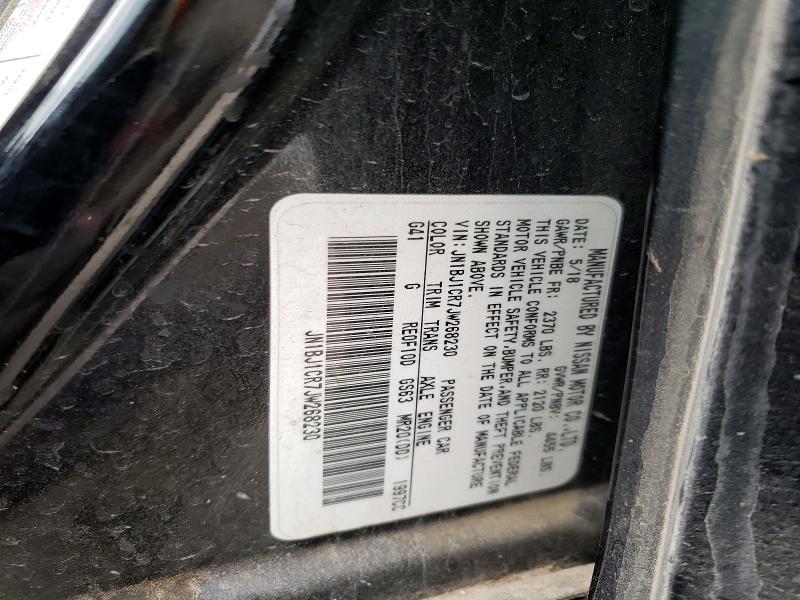 MANUFACTURED BY NISSAN MOTOR CO.,LTD.
DATE: 5/18 GVWR/PNBV: 4455 LBS.
GAWR/PNBE FR: 2370 LBS. RR: 2120 LBS.
THIS VEHICLE CONFORMS TO ALL APPLICABLE FEDERAL
MOTOR VEHICLE SAFETY,BUMPER,AND THEFT PREVENTION
STANDARDS IN EFFECT ON THE DATE OF MANUFACTURE
SHOWN ABOVE.
VIN:JN1BJ1CR7JW268230 PASSENGER CAR
COLOR TRIM TRANS AXLE ENGINE
G41 G RE0F10D GS63 MR20(DD) 1997CC
JN1BJ1CR7JW268230